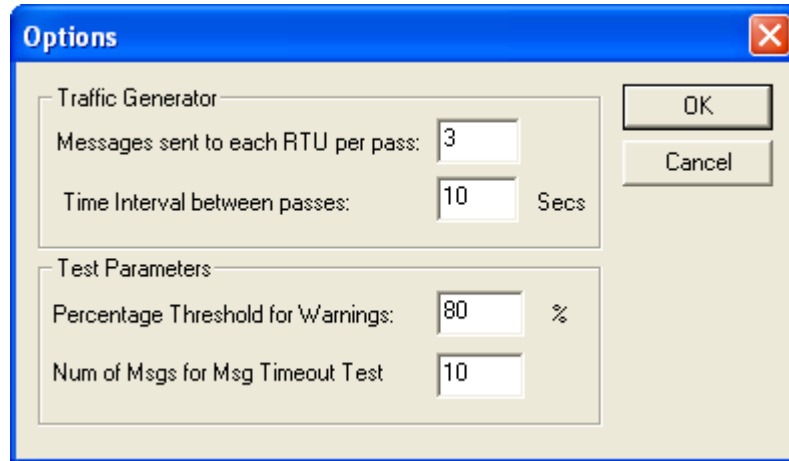 Options
Traffic Generator
Messages sent to each RTU per pass: 3
Time Interval between passes: 10 Secs
OK
Cancel
Test Parameters
Percentage Threshold for Warnings: 80 %
Num of Msgs for Msg Timeout Test 10